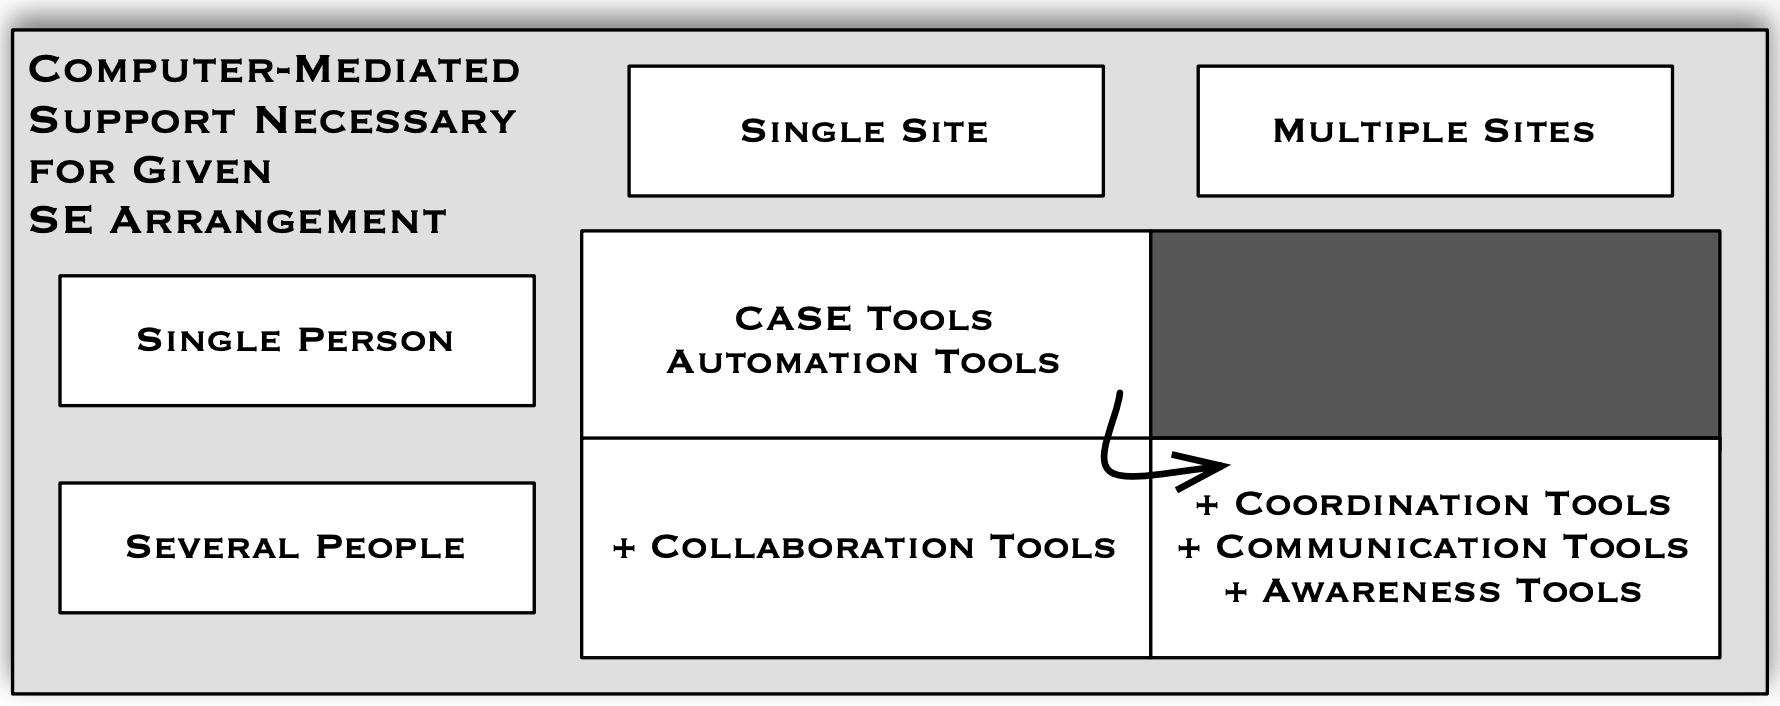 Computer-Mediated
Support Necessary
for Given
SE Arrangement
Single Site
Multiple Sites
Single Person
CASE Tools
Automation Tools
Several People
+ Collaboration Tools
+ Coordination Tools
+ Communication Tools
+ Awareness Tools